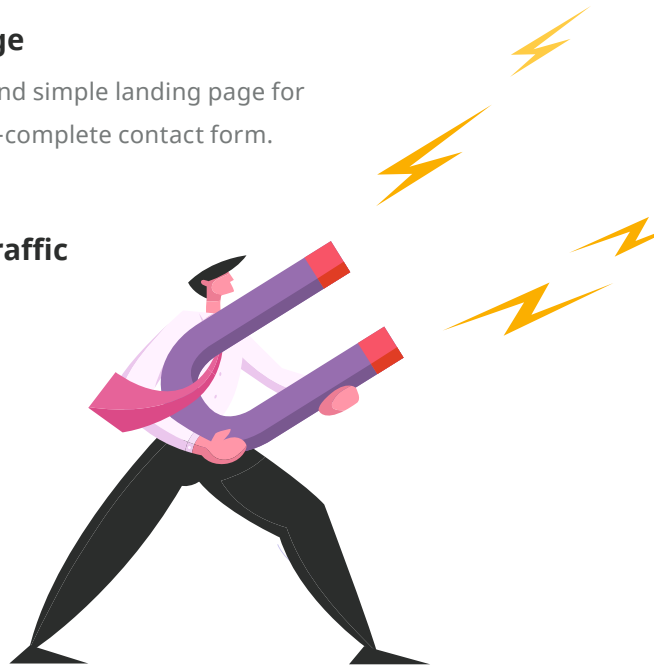 ge
nd simple landing page for
-complete contact form.
raffic